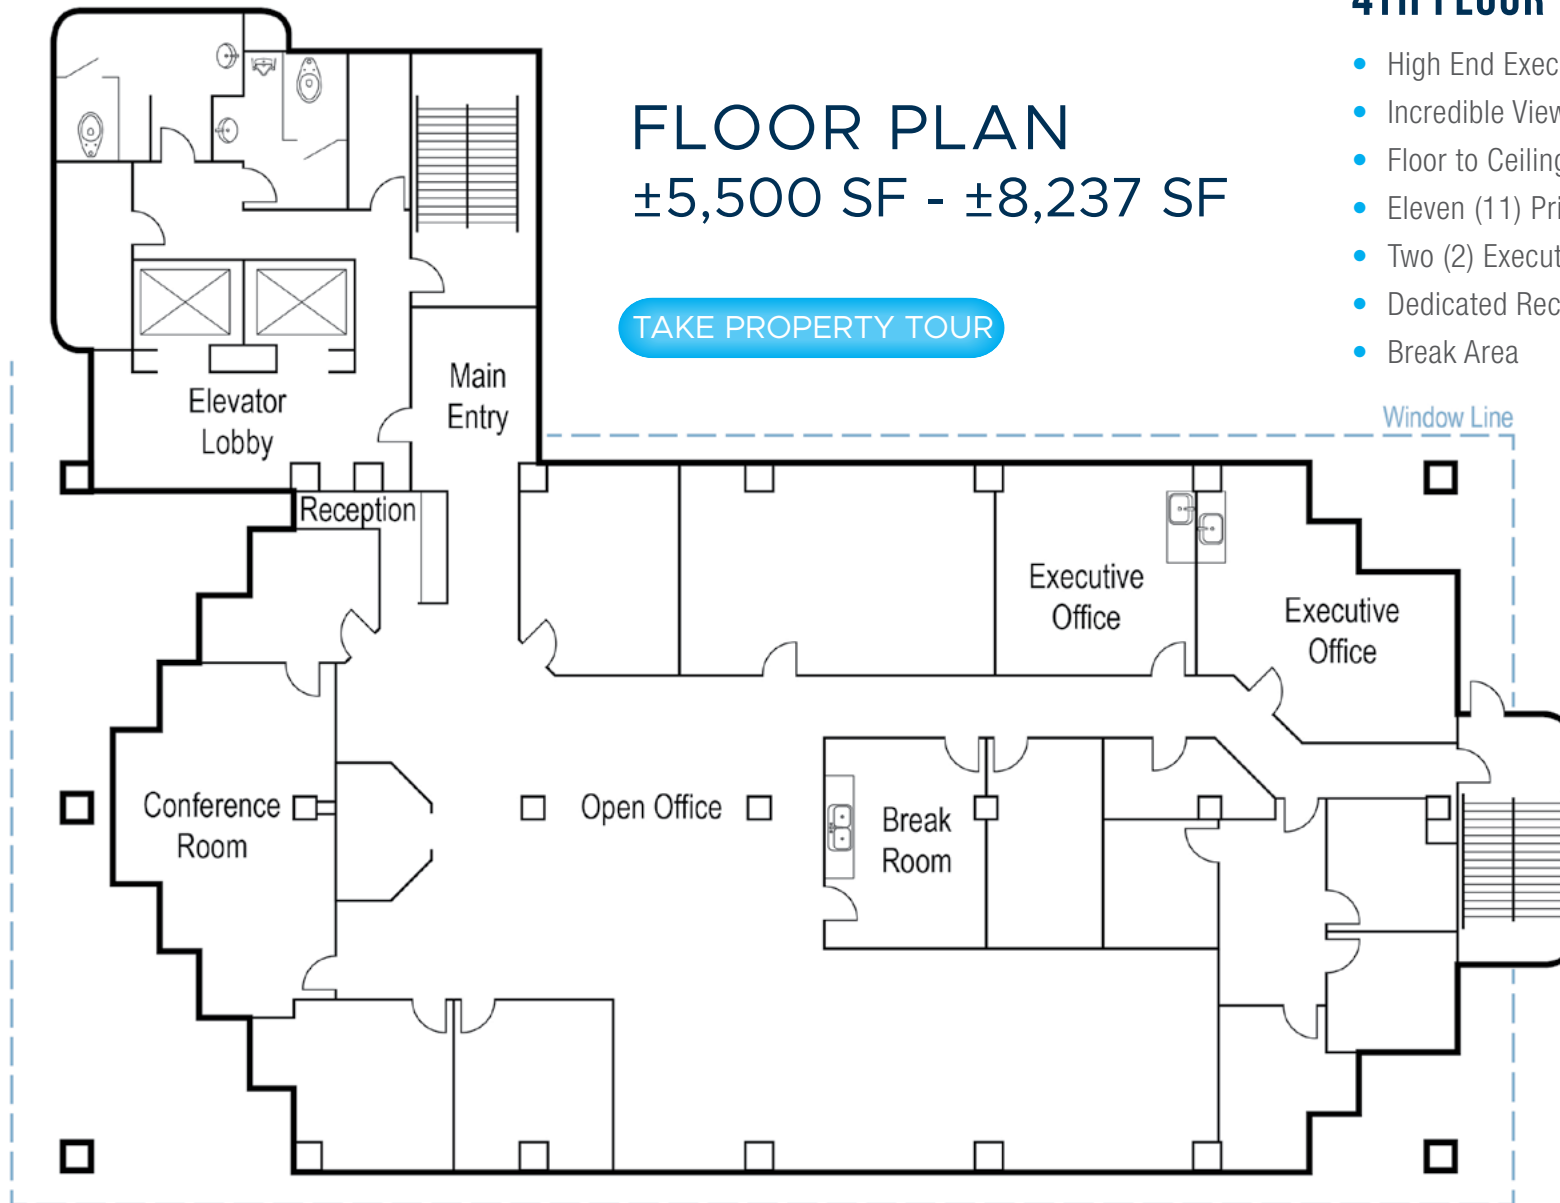 4TH FLOOR
• High End Exec
• Incredible View
• Floor to Ceiling
• Eleven (11) Pri
• Two (2) Execut
• Dedicated Rec
• Break Area
FLOOR PLAN
±5,500 SF - ±8,237 SF
TAKE PROPERTY TOUR
Window Line
Main
Entry
Elevator
Lobby
Reception
Executive
Office
Executive
Office
Conference
Room
Open Office
Break
Room